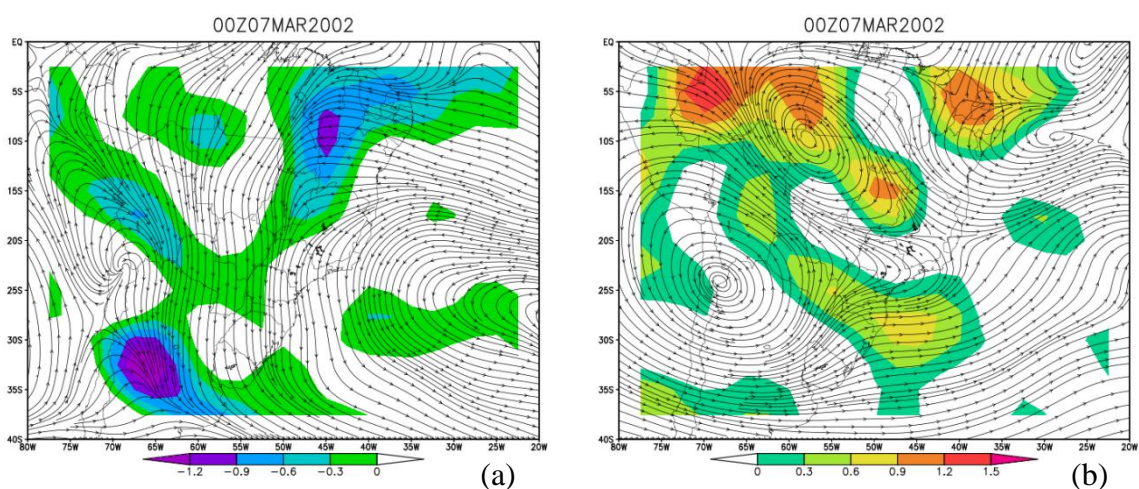 00Z07MAR2002
EQ
5S
10S
15S
20S
25S
30S
35S
40S
80W 75W 70W 65W 60W 55W 50W 45W 40W 35W 30W 25W 20W
-1.2 -0.9 -0.6 -0.3 0
(a)
00Z07MAR2002
EQ
5S
10S
15S
20S
25S
30S
35S
40S
80W 75W 70W 65W 60W 55W 50W 45W 40W 35W 30W 25W 20W
0 0.3 0.6 0.9 1.2 1.5
(b)